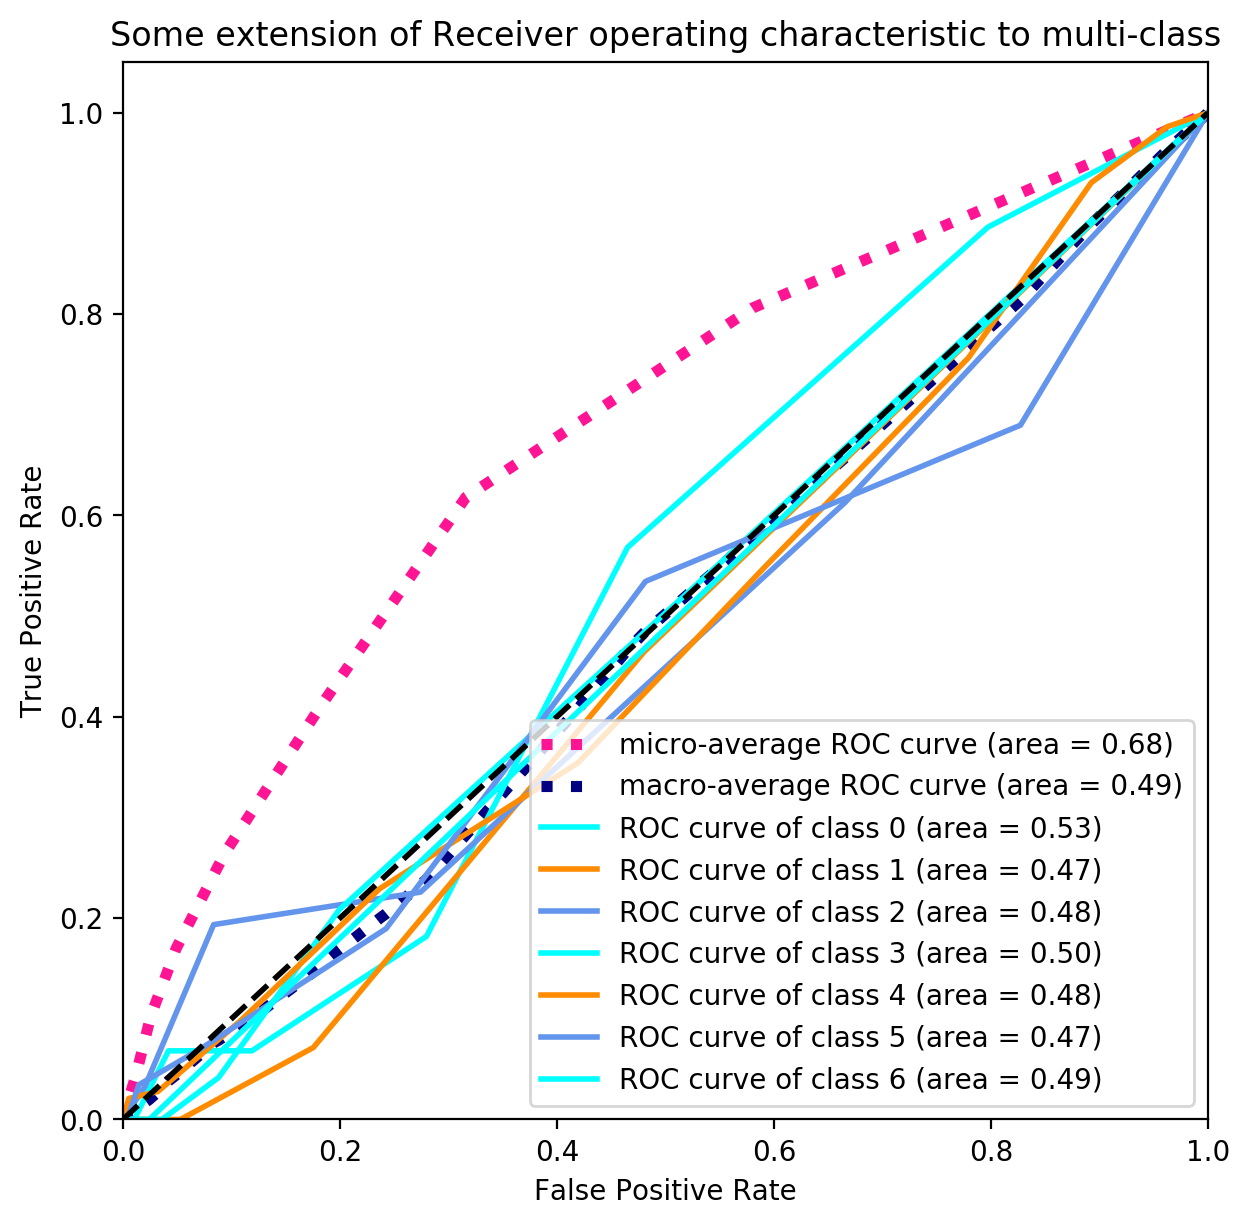 Some extension of Receiver operating characteristic to multi-class
1.0
0.8
0.6
0.4
0.2
0.0
True Positive Rate
micro-average ROC curve (area = 0.68)
macro-average ROC curve (area = 0.49)
ROC curve of class 0 (area = 0.53)
ROC curve of class 1 (area = 0.47)
ROC curve of class 2 (area = 0.48)
ROC curve of class 3 (area = 0.50)
ROC curve of class 4 (area = 0.48)
ROC curve of class 5 (area = 0.47)
ROC curve of class 6 (area = 0.49)
0.0 0.2 0.4 0.6 0.8 1.0
False Positive Rate